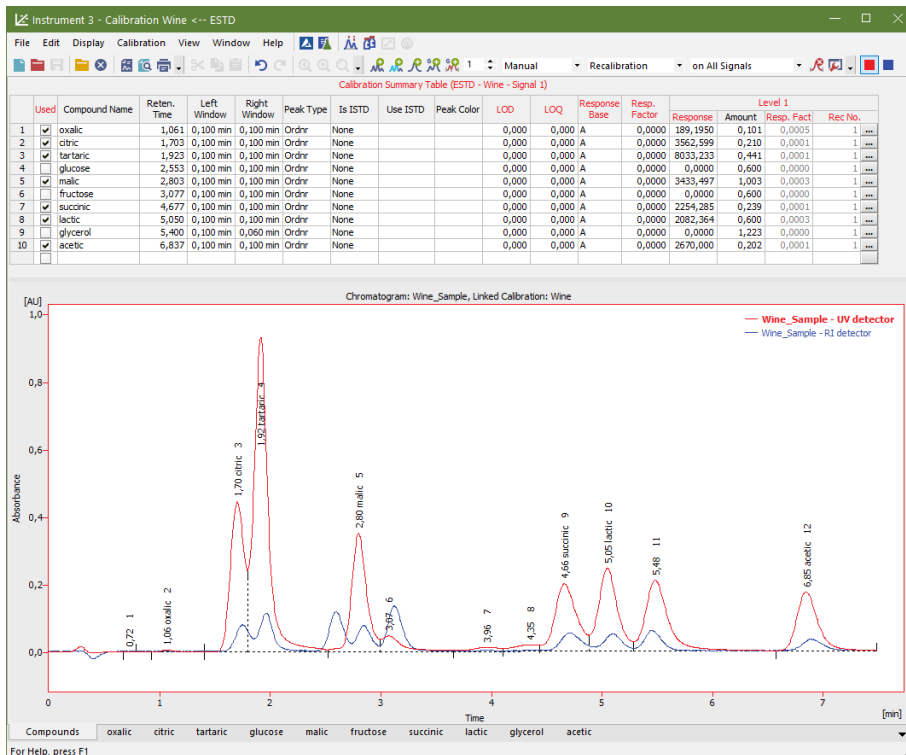 Instrument 3 - Calibration Wine <-- ESTD
File Edit Display Calibration View Window Help
1 Manual Recalibration on All Signals
Calibration Summary Table (ESTD - Wine - Signal 1)
Used Compound Name Reten. Time Left Window Right Window Peak Type Is ISTD Use ISTD Peak Color LOD LOQ Response Base Resp. Factor Level 1
Response Amount Resp. Fact Rec No.
1 oxalic 1,061 0,100 min 0,100 min Ordnr None 0,000 0,000 A 0,0000 189,1950 0,101 0,0005 1 ...
2 citric 1,703 0,100 min 0,100 min Ordnr None 0,000 0,000 A 0,0000 3562,599 0,210 0,0001 1 ...
3 tartaric 1,923 0,100 min 0,100 min Ordnr None 0,000 0,000 A 0,0000 8033,233 0,441 0,0001 1 ...
4 glucose 2,553 0,100 min 0,100 min Ordnr None 0,000 0,000 A 0,0000 0,000 0,600 0,0000 1 ...
5 malic 2,803 0,100 min 0,100 min Ordnr None 0,000 0,000 A 0,0000 3433,497 1,003 0,0003 1 ...
6 fructose 3,077 0,100 min 0,100 min Ordnr None 0,000 0,000 A 0,0000 0,000 0,600 0,0000 1 ...
7 succinic 4,677 0,100 min 0,100 min Ordnr None 0,000 0,000 A 0,0000 2254,285 0,239 0,0001 1 ...
8 lactic 5,050 0,100 min 0,100 min Ordnr None 0,000 0,000 A 0,0000 2082,364 0,600 0,0003 1 ...
9 glycerol 5,400 0,100 min 0,060 min Ordnr None 0,000 0,000 A 0,0000 0,000 1,223 0,0000 1 ...
10 acetic 6,837 0,100 min 0,100 min Ordnr None 0,000 0,000 A 0,0000 2670,000 0,202 0,0001 1 ...
Chromatogram: Wine_Sample, Linked Calibration: Wine
[AU]
Wine_Sample - UV detector
Wine_Sample - RI detector
1,0
0,8
0,6
0,4
0,2
0,0
Absorbance
0,72 1
1,06 oxalic 2
1,70 citric 3
1,92 tartaric 4
2,80 malic 5
3,07 6
3,96 7
4,35 8
4,66 succinic 9
5,05 lactic 10
5,48 11
6,85 acetic 12
0 1 2 3 4 5 6 7
Time
[min]
Compounds oxalic citric tartaric glucose malic fructose succinic lactic glycerol acetic
For Help, press F1